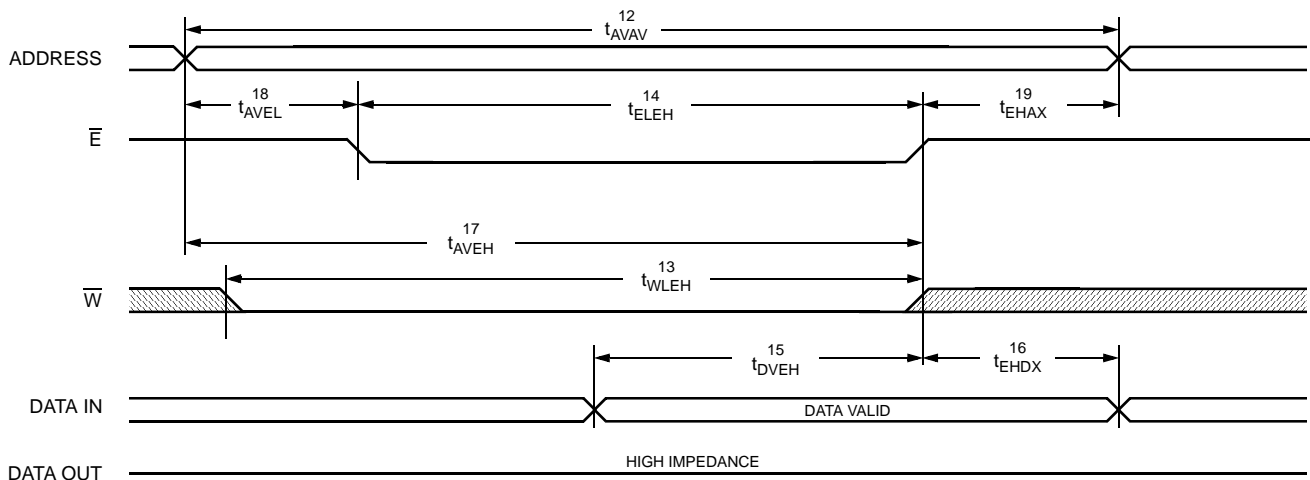 12
tAVAV
ADDRESS
18
tAVEL
14
tELEH
19
tEHAX
E
17
tAVEH
13
tWLEH
W
15
tDVEH
16
tEHDX
DATA IN
DATA VALID
HIGH IMPEDANCE
DATA OUT